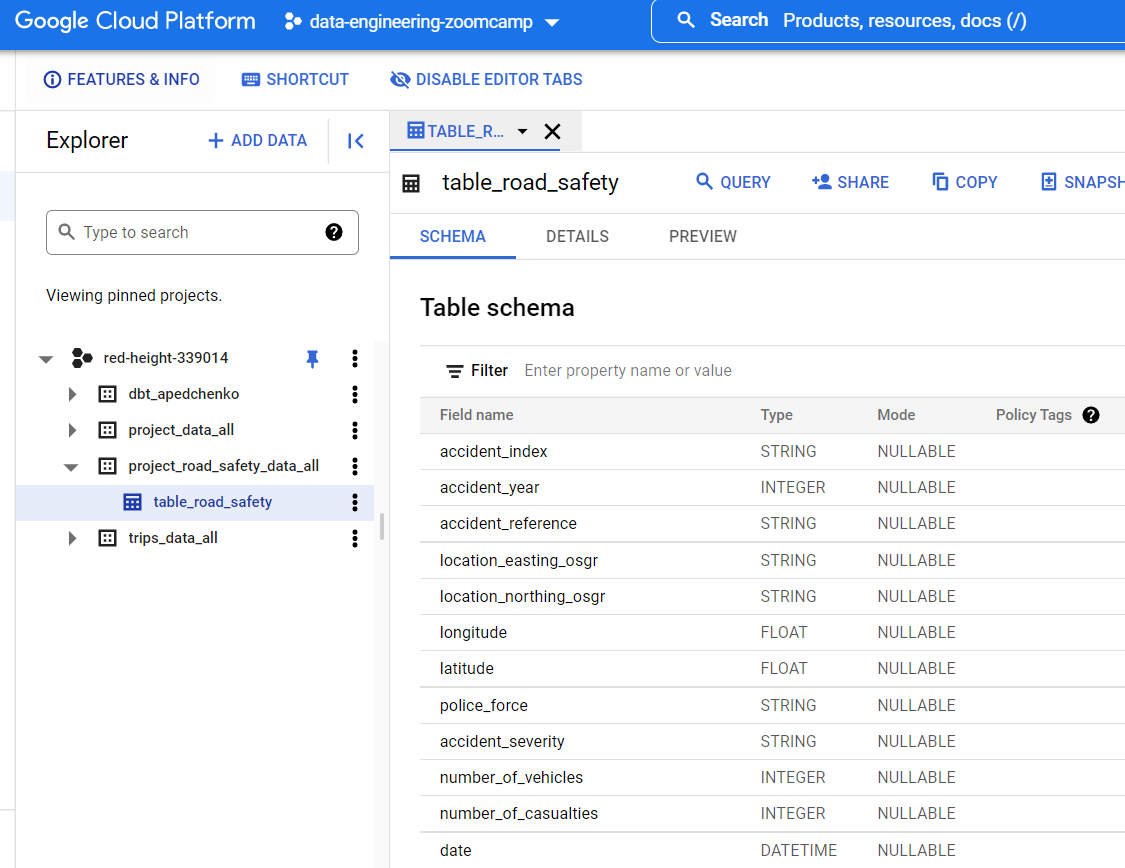 Google Cloud Platform data-engineering-zoomcamp Search Products, resources, docs (/)
FEATURES & INFO SHORTCUT DISABLE EDITOR TABS
Explorer + ADD DATA
Type to search
Viewing pinned projects.
red-height-339014
dbt_apedchenko
project_data_all
project_road_safety_data_all
table_road_safety
trips_data_all
TABLE_R...
table_road_safety QUERY SHARE COPY SNAPSH
SCHEMA DETAILS PREVIEW
Table schema
Filter Enter property name or value
Field name Type Mode Policy Tags
accident_index STRING NULLABLE
accident_year INTEGER NULLABLE
accident_reference STRING NULLABLE
location_easting_osgr STRING NULLABLE
location_northing_osgr STRING NULLABLE
longitude FLOAT NULLABLE
latitude FLOAT NULLABLE
police_force STRING NULLABLE
accident_severity STRING NULLABLE
number_of_vehicles INTEGER NULLABLE
number_of_casualties INTEGER NULLABLE
date DATETIME NULLABLE